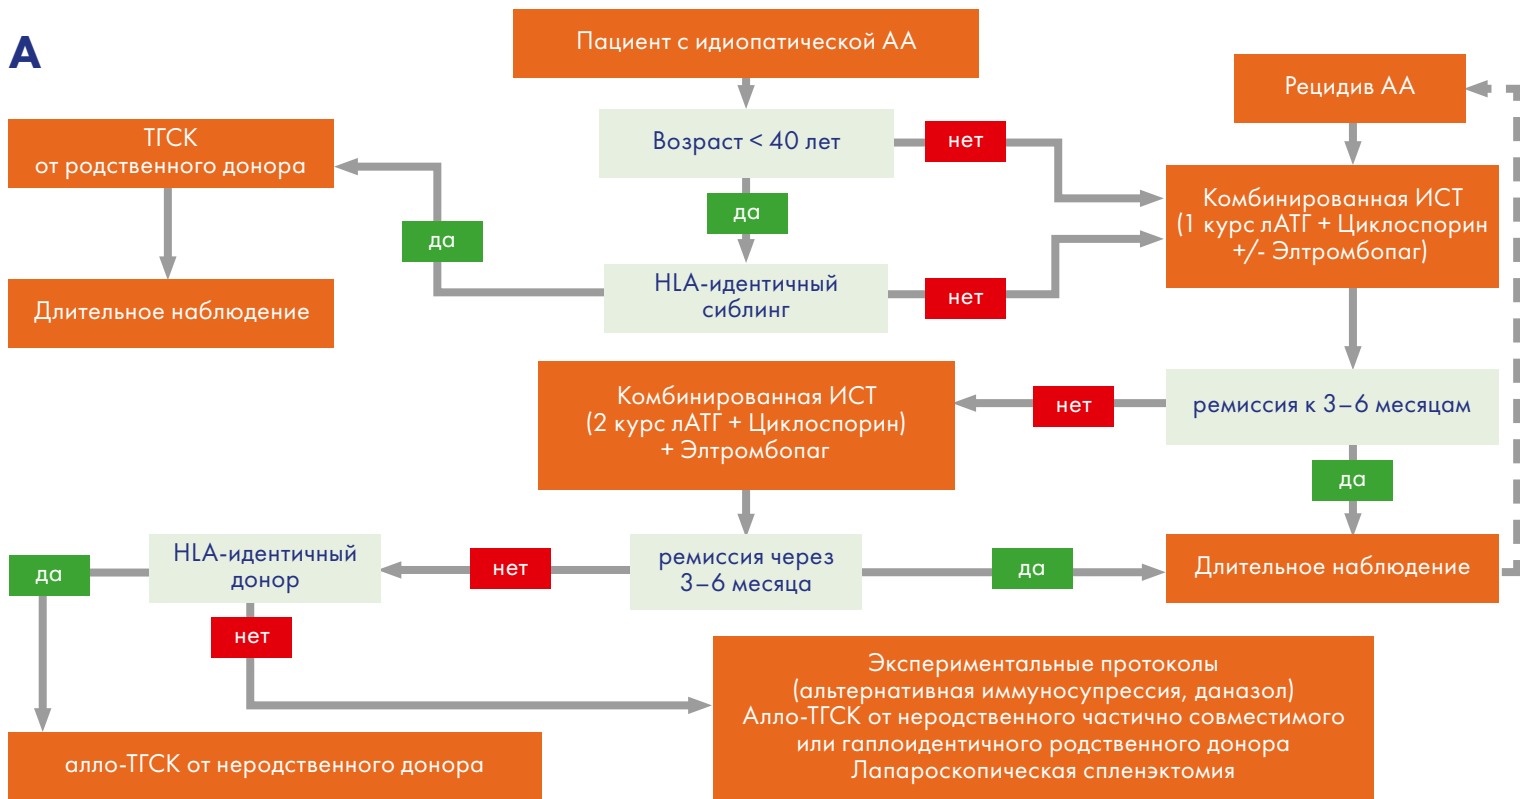 А
Пациент с идиопатической АА
Рецидив АА
ТГСК
от родственного донора
Возраст < 40 лет
нет
да
да
Комбинированная ИСТ
(1 курс лАТГ + Циклоспорин
+/- Элтромбопаг)
HLA-идентичный
сиблинг
нет
Длительное наблюдение
Комбинированная ИСТ
(2 курс лАТГ + Циклоспорин)
+ Элтромбопаг
нет
ремиссия к 3–6 месяцам
да
да
HLA-идентичный
донор
нет
ремиссия через
3–6 месяца
да
Длительное наблюдение
нет
Экспериментальные протоколы
(альтернативная иммуносупрессия, даназол)
Алло-ТГСК от неродственного частично совместимого
или гаплоидентичного родственного донора
Лапароскопическая спленэктомия
алло-ТГСК от неродственного донора